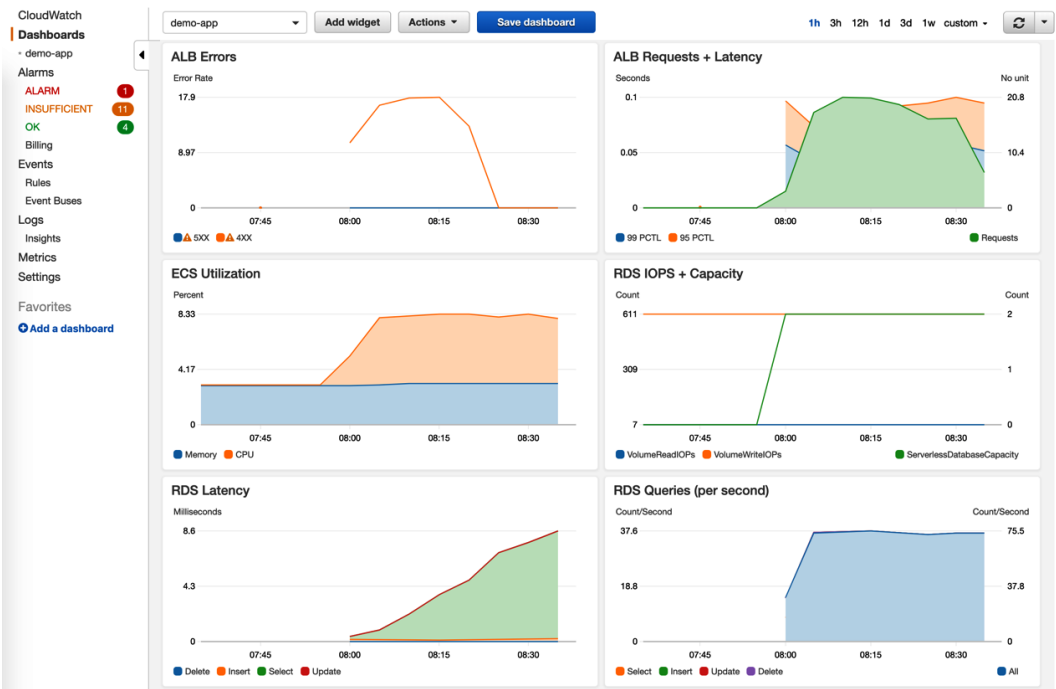 CloudWatch
Dashboards
demo-app
Alarms
ALARM 1
INSUFFICIENT 11
OK 4
Billing
Events
Rules
Event Buses
Logs
Insights
Metrics
Settings
Favorites
Add a dashboard
demo-app Add widget Actions Save dashboard 1h 3h 12h 1d 3d 1w custom
ALB Errors
Error Rate
17.9
8.97
0
07:45 08:00 08:15 08:30
5XX 4XX
ALB Requests + Latency
Seconds No unit
0.1 20.8
0.05 10.4
0 0
07:45 08:00 08:15 08:30
99 PCTL 95 PCTL Requests
ECS Utilization
Percent
8.33
4.17
0
07:45 08:00 08:15 08:30
Memory CPU
RDS IOPS + Capacity
Count Count
611 2
309 1
7 0
07:45 08:00 08:15 08:30
VolumeReadIOPs VolumeWriteIOPs ServerlessDatabaseCapacity
RDS Latency
Milliseconds
8.6
4.3
0
07:45 08:00 08:15 08:30
Delete Insert Select Update
RDS Queries (per second)
Count/Second Count/Second
37.6 75.5
18.8 37.8
0 0
07:45 08:00 08:15 08:30
Select Insert Update Delete All